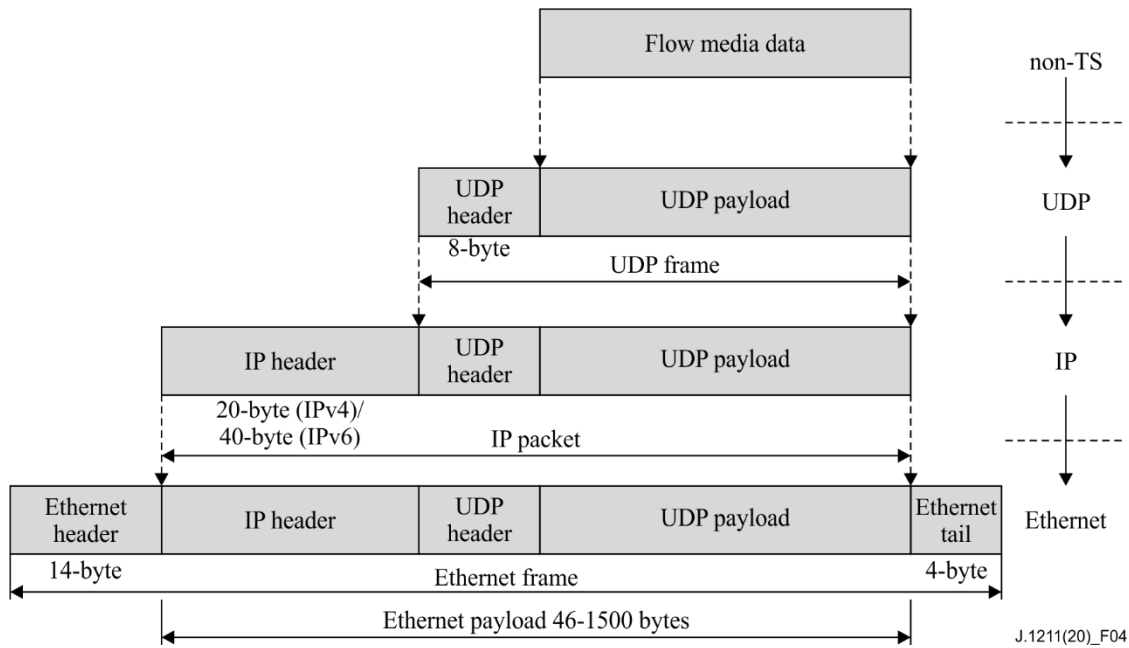 Flow media data
non-TS
UDP
header
UDP payload
UDP
8-byte
UDP frame
IP header
UDP
header
UDP payload
IP
20-byte (IPv4)/
40-byte (IPv6)
IP packet
Ethernet
header
IP header
UDP
header
UDP payload
Ethernet
tail
Ethernet
14-byte
Ethernet frame
4-byte
Ethernet payload 46-1500 bytes
J.1211(20)_F04